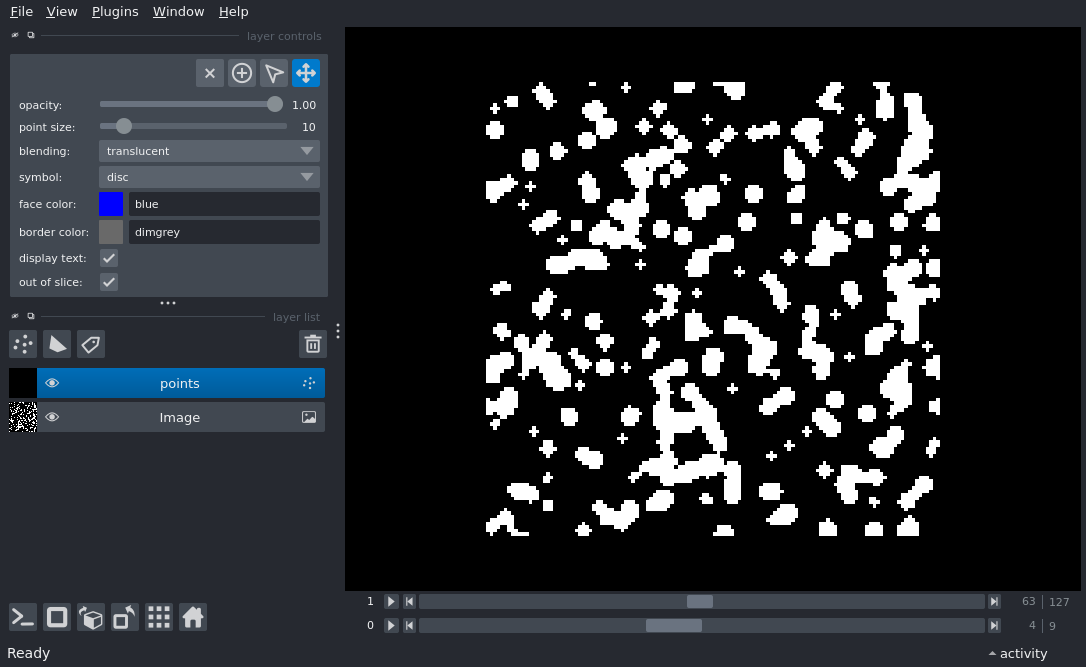 File View Plugins Window Help
layer controls
opacity: 1.00
point size: 10
blending: translucent
symbol: disc
face color: blue
border color: dimgrey
display text:
out of slice:
layer list
points
Image
1 63 127
0 4 9
Ready activity